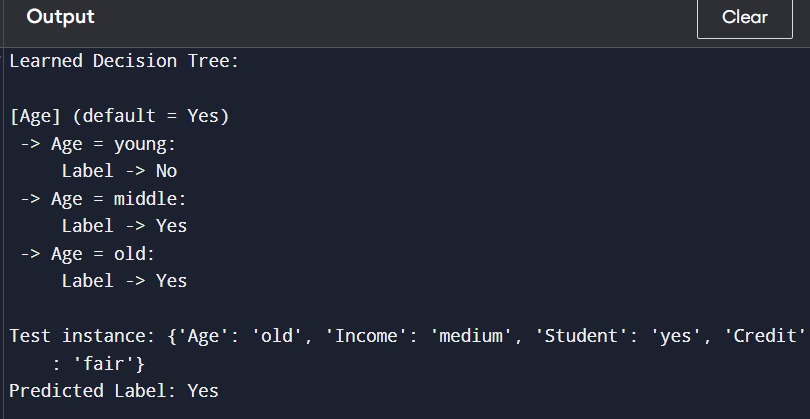 Output
Clear
Learned Decision Tree:
[Age] (default = Yes)
-> Age = young:
Label -> No
-> Age = middle:
Label -> Yes
-> Age = old:
Label -> Yes
Test instance: {'Age': 'old', 'Income': 'medium', 'Student': 'yes', 'Credit'
: 'fair'}
Predicted Label: Yes